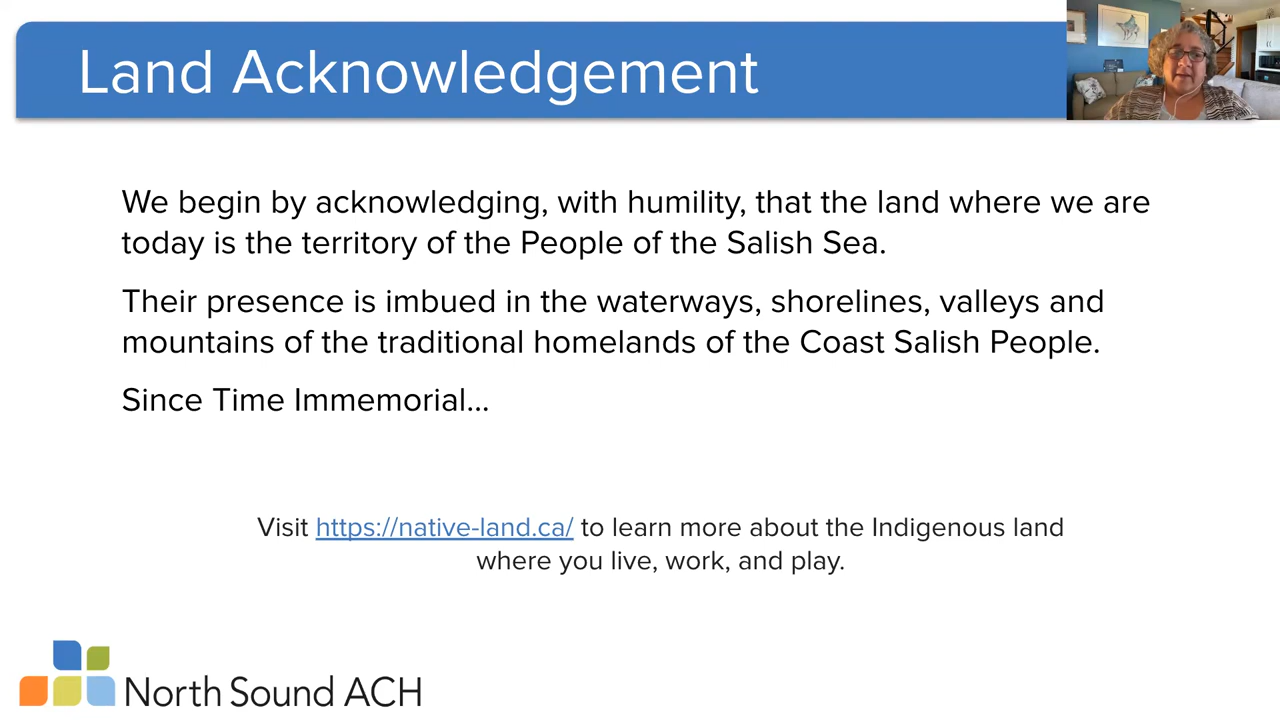 Land Acknowledgement
We begin by acknowledging, with humility, that the land where we are
today is the territory of the People of the Salish Sea.
Their presence is imbued in the waterways, shorelines, valleys and
mountains of the traditional homelands of the Coast Salish People.
Since Time Immemorial...
Visit https://native-land.ca/ to learn more about the Indigenous land
where you live, work, and play.
North Sound ACH